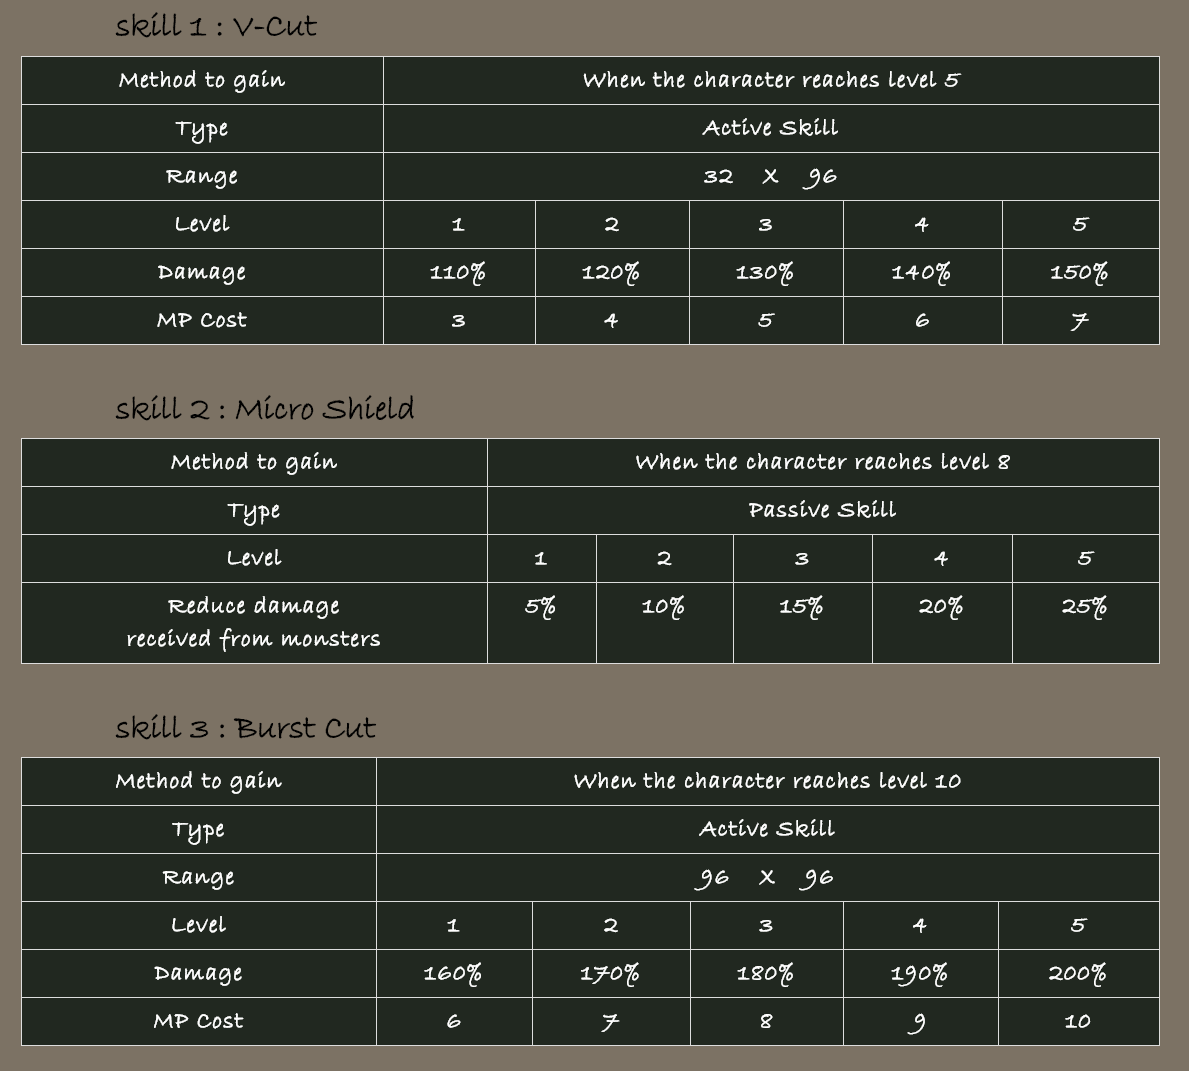 skill 1 : V-Cut
Method to gain When the character reaches level 5
Type Active Skill
Range 32 X 96
Level 1 2 3 4 5
Damage 110% 120% 130% 140% 150%
MP Cost 3 4 5 6 7
skill 2 : Micro Shield
Method to gain When the character reaches level 8
Type Passive Skill
Level 1 2 3 4 5
Reduce damage 5% 10% 15% 20% 25%
received from monsters
skill 3 : Burst Cut
Method to gain When the character reaches level 10
Type Active Skill
Range 96 X 96
Level 1 2 3 4 5
Damage 160% 170% 180% 190% 200%
MP Cost 6 7 8 9 10